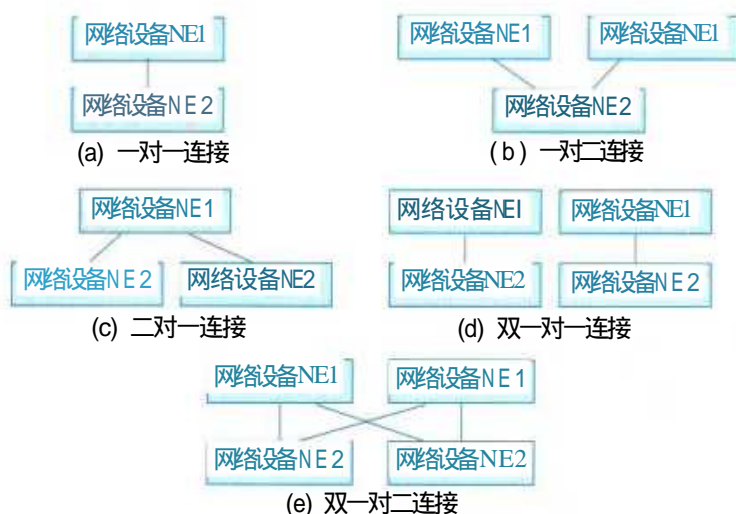 网络设备NE1
网络设备NE2
(a) 一对一连接
网络设备NE1 网络设备NE1
网络设备NE2
(b) 一对二连接
网络设备NE1
网络设备NE2 网络设备NE2
(c) 二对一连接
网络设备NEI 网络设备NE1
网络设备NE2 网络设备NE2
(d) 双一对一连接
网络设备NE1 网络设备NE1
网络设备NE2 网络设备NE2
(e) 双一对二连接